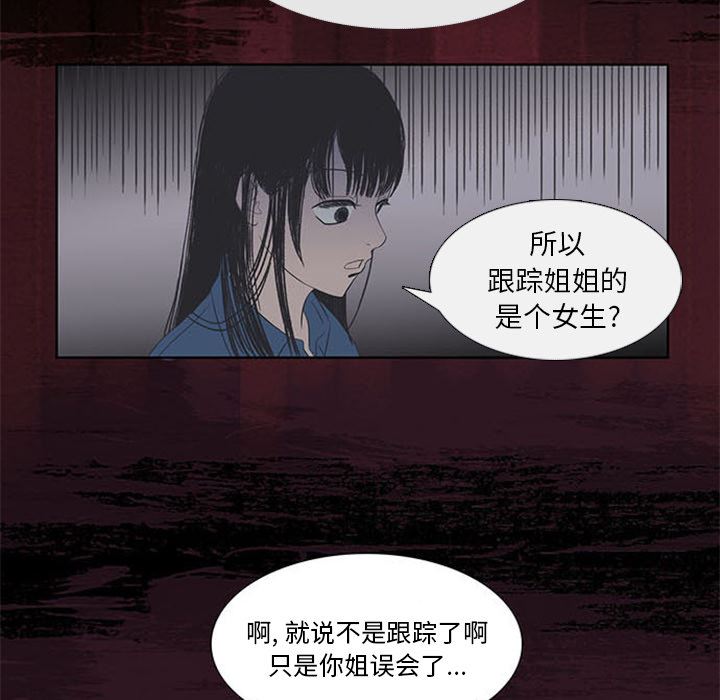 所以
跟踪姐姐的
是个女生?
啊, 就说不是跟踪了啊
只是你姐误会了...